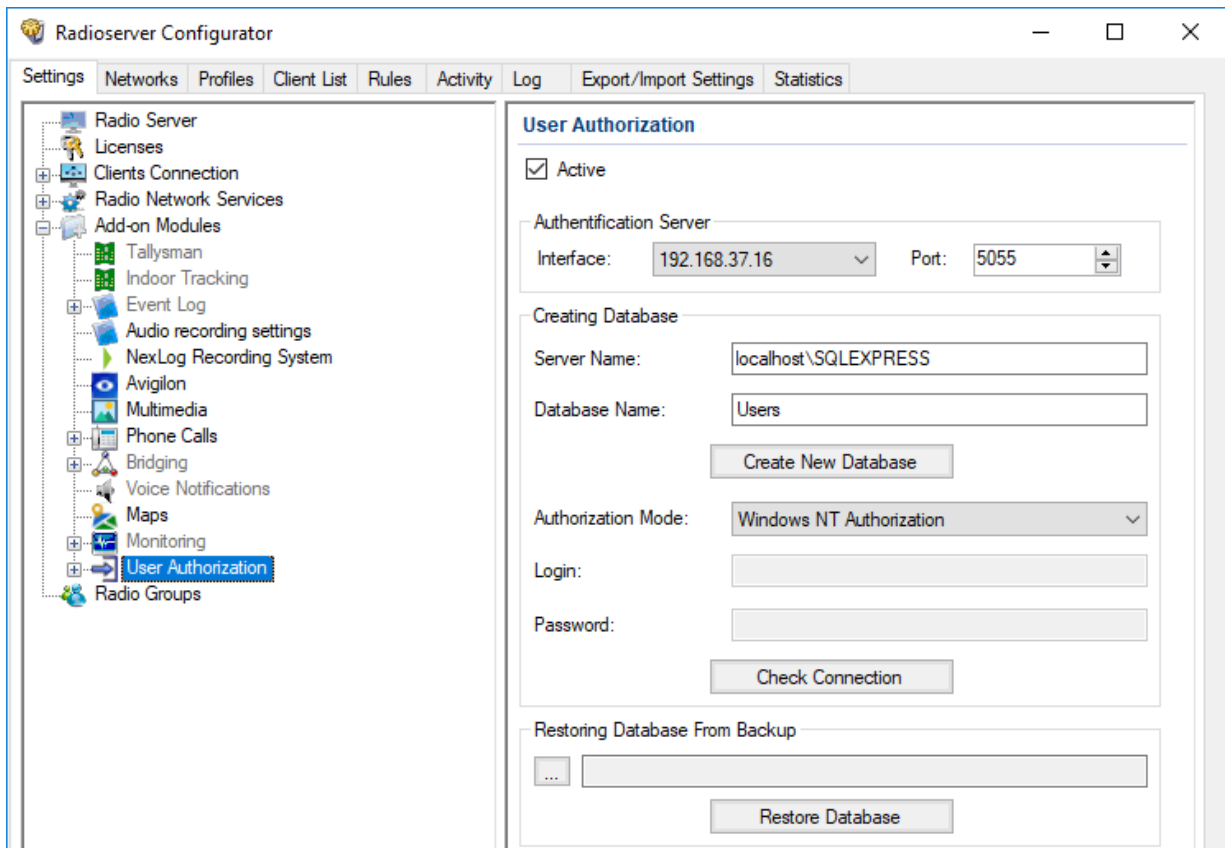 Radioserver Configurator
Settings Networks Profiles Client List Rules Activity Log Export/Import Settings Statistics
Radio Server
Licenses
Clients Connection
Radio Network Services
Add-on Modules
Tallysman
Indoor Tracking
Event Log
Audio recording settings
NexLog Recording System
Avigilon
Multimedia
Phone Calls
Bridging
Voice Notifications
Maps
Monitoring
User Authorization
Radio Groups
User Authorization
Active
Authentification Server
Interface: 192.168.37.16 Port: 5055
Creating Database
Server Name: localhost\SQLEXPRESS
Database Name: Users
Create New Database
Authorization Mode: Windows NT Authorization
Login:
Password:
Check Connection
Restoring Database From Backup
...
Restore Database